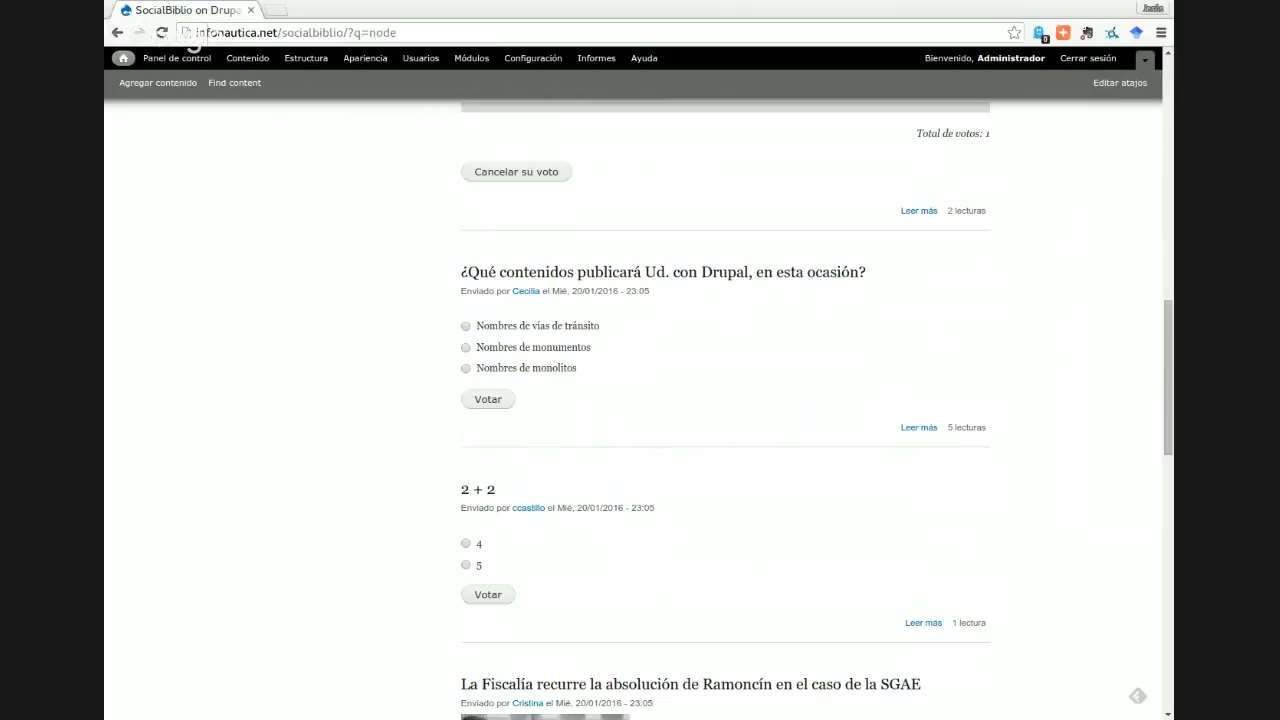 SocialBiblio on Drupa
infonautica.net/socialbiblio/?q=node
Panel de control Contenido Estructura Apariencia Usuarios Módulos Configuración Informes Ayuda Bienvenido, Administrador Cerrar sesión
Agregar contenido Find content Editar atajos
Total de votos: 1
Cancelar su voto
Leer más 2 lecturas
¿Qué contenidos publicará Ud. con Drupal, en esta ocasión?
Enviado por Cecilia el Mié, 20/01/2016 - 23:05
Nombres de vías de tránsito
Nombres de monumentos
Nombres de monolitos
Votar
Leer más 5 lecturas
2 + 2
Enviado por ccastillo el Mié, 20/01/2016 - 23:05
4
5
Votar
Leer más 1 lectura
La Fiscalía recurre la absolución de Ramoncín en el caso de la SGAE
Enviado por Cristina el Mié, 20/01/2016 - 23:05